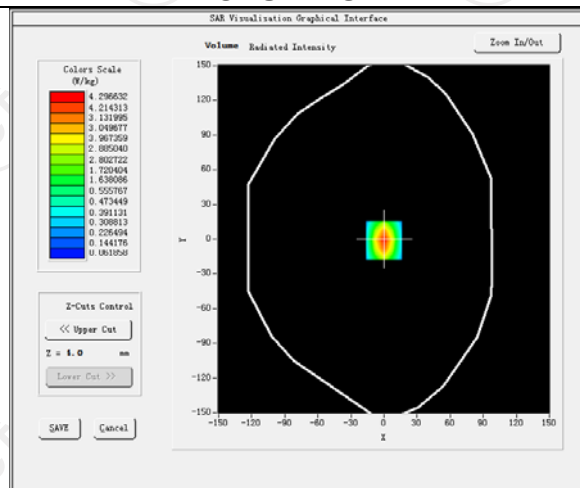 SAR Visualisation Graphical Interface
Volume Radiated Intensity
Zoom In/Out
Colors Scale
(W/kg)
4.296632
4.214313
3.131995
3.049677
3.967359
2.885040
2.802722
1.720404
1.638086
0.555767
0.473449
0.391131
0.308813
0.226494
0.144176
0.061858
150
120
90
60
30
0
-30
-60
-90
-120
-150
Y
-150 -120 -90 -60 -30 0 30 60 90 120 150
X
Z-Cuts Control
<< Upper Cut
Z = 4.0 mm
Lower Cut >>
SAVE
Cancel